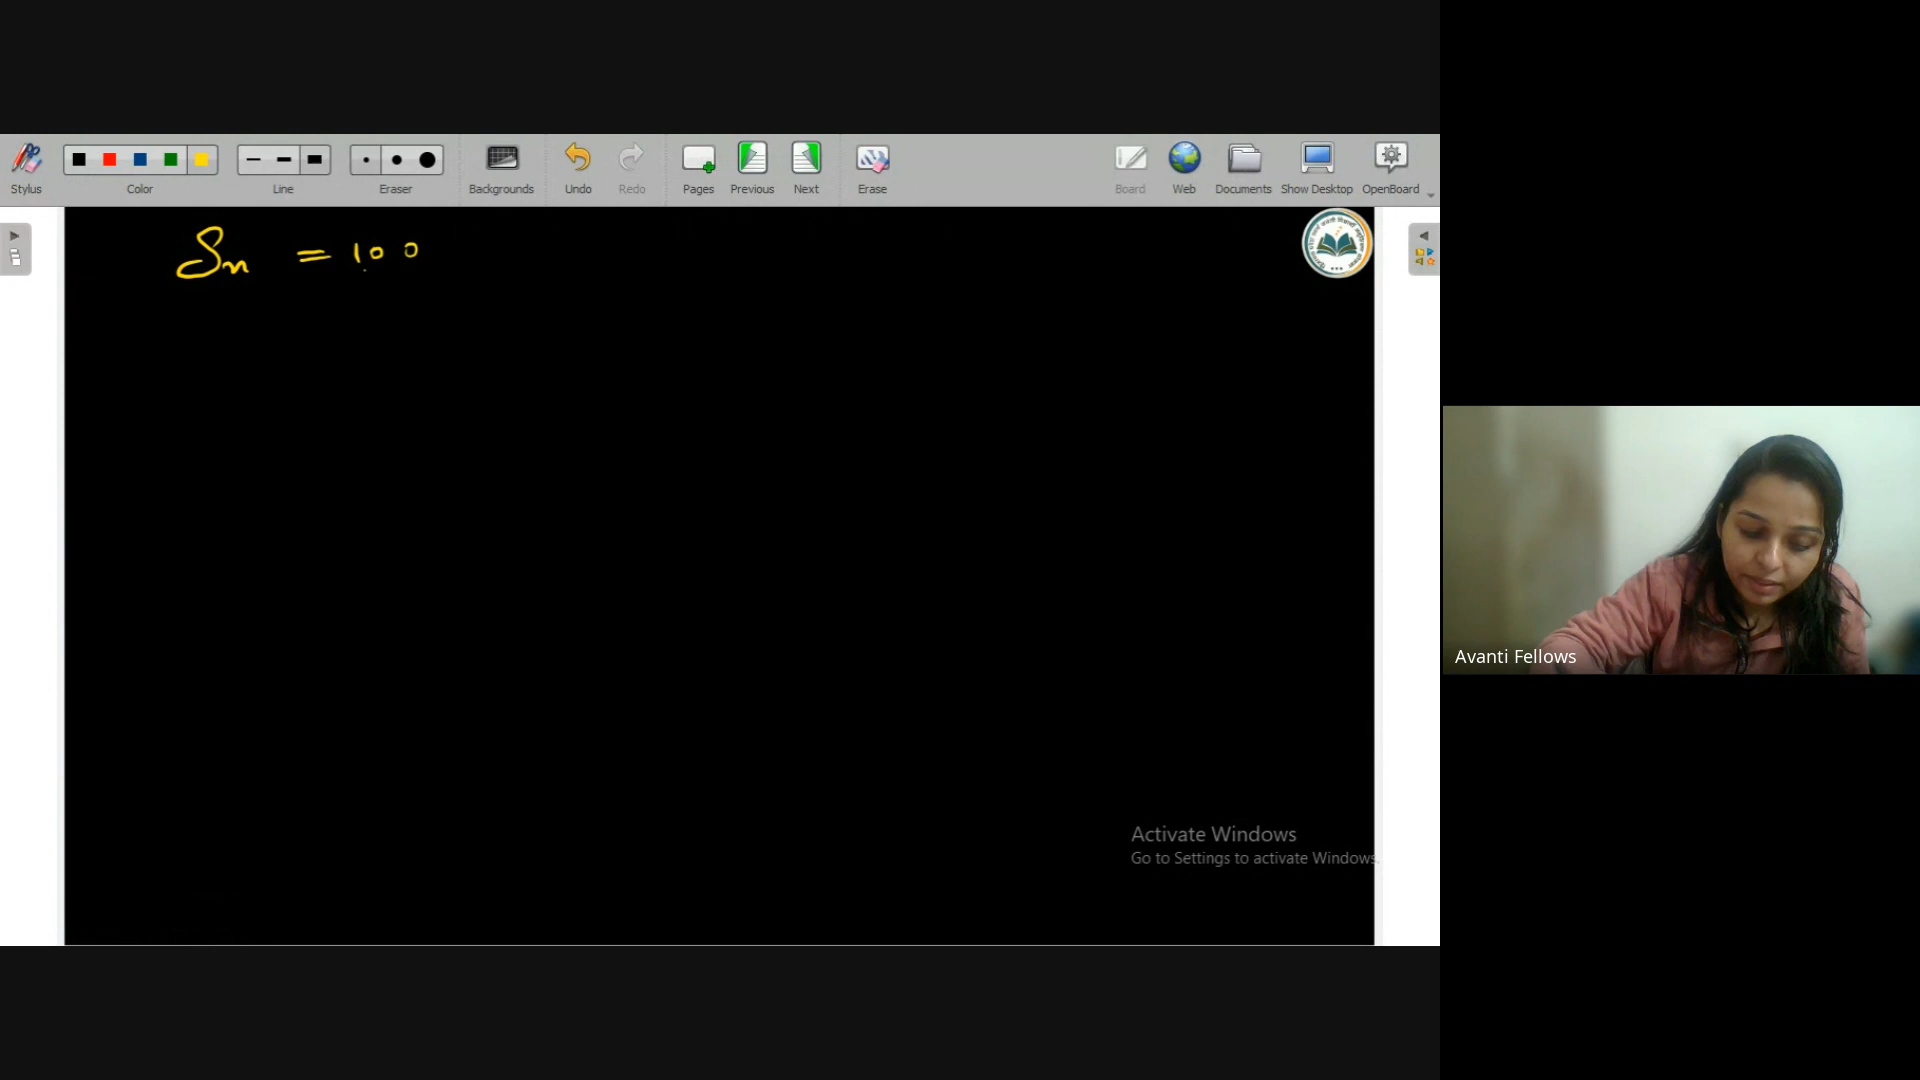 Stylus Color Line Eraser Backgrounds Undo Redo Pages Previous Next Erase Board Web Documents Show Desktop OpenBoard
Sn = 100
Avanti Fellows
Activate Windows
Go to Settings to activate Windows.